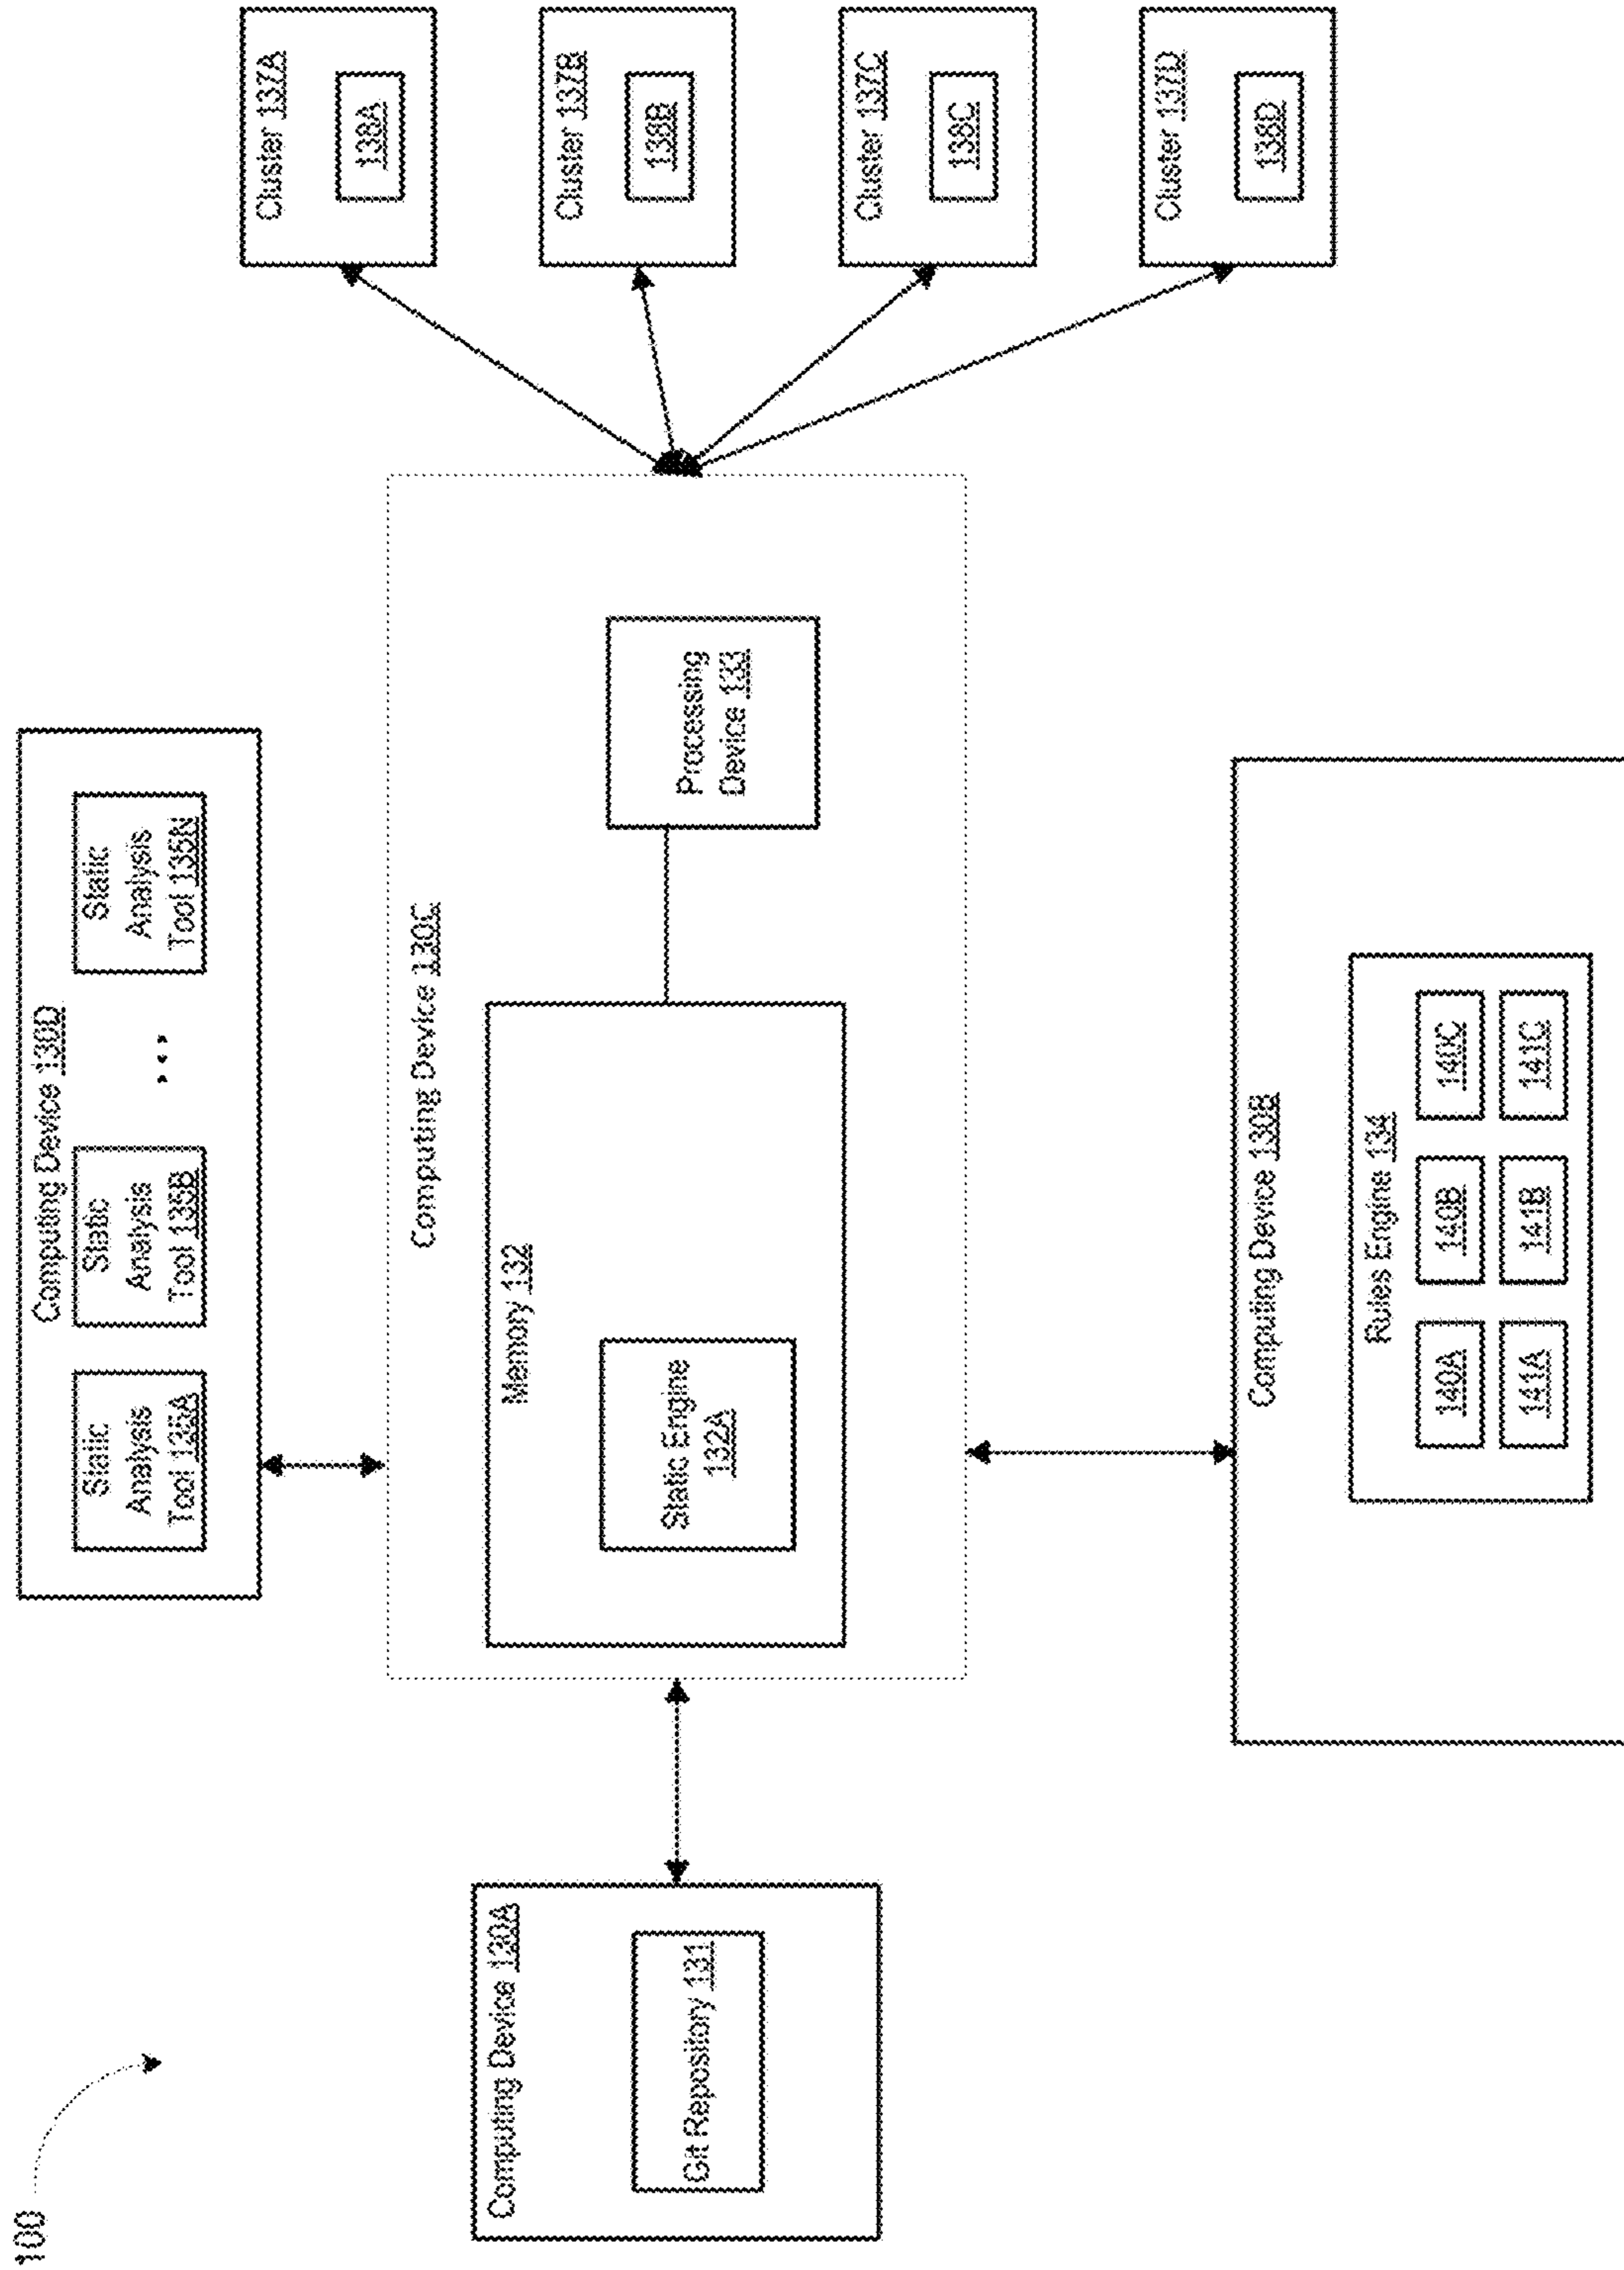 100
Computing Device 130D
Static
Analysis
Tool 135A
Static
Analysis
Tool 135B
...
Static
Analysis
Tool 135N
Computing Device 130A
Git Repository 131
Computing Device 130C
Memory 132
Static Engine
132A
Processing
Device 133
Cluster 137A
138A
Cluster 137B
138B
Cluster 137C
138C
Cluster 137D
138D
Computing Device 130B
Rules Engine 134
140A
140B
140C
141A
141B
141C